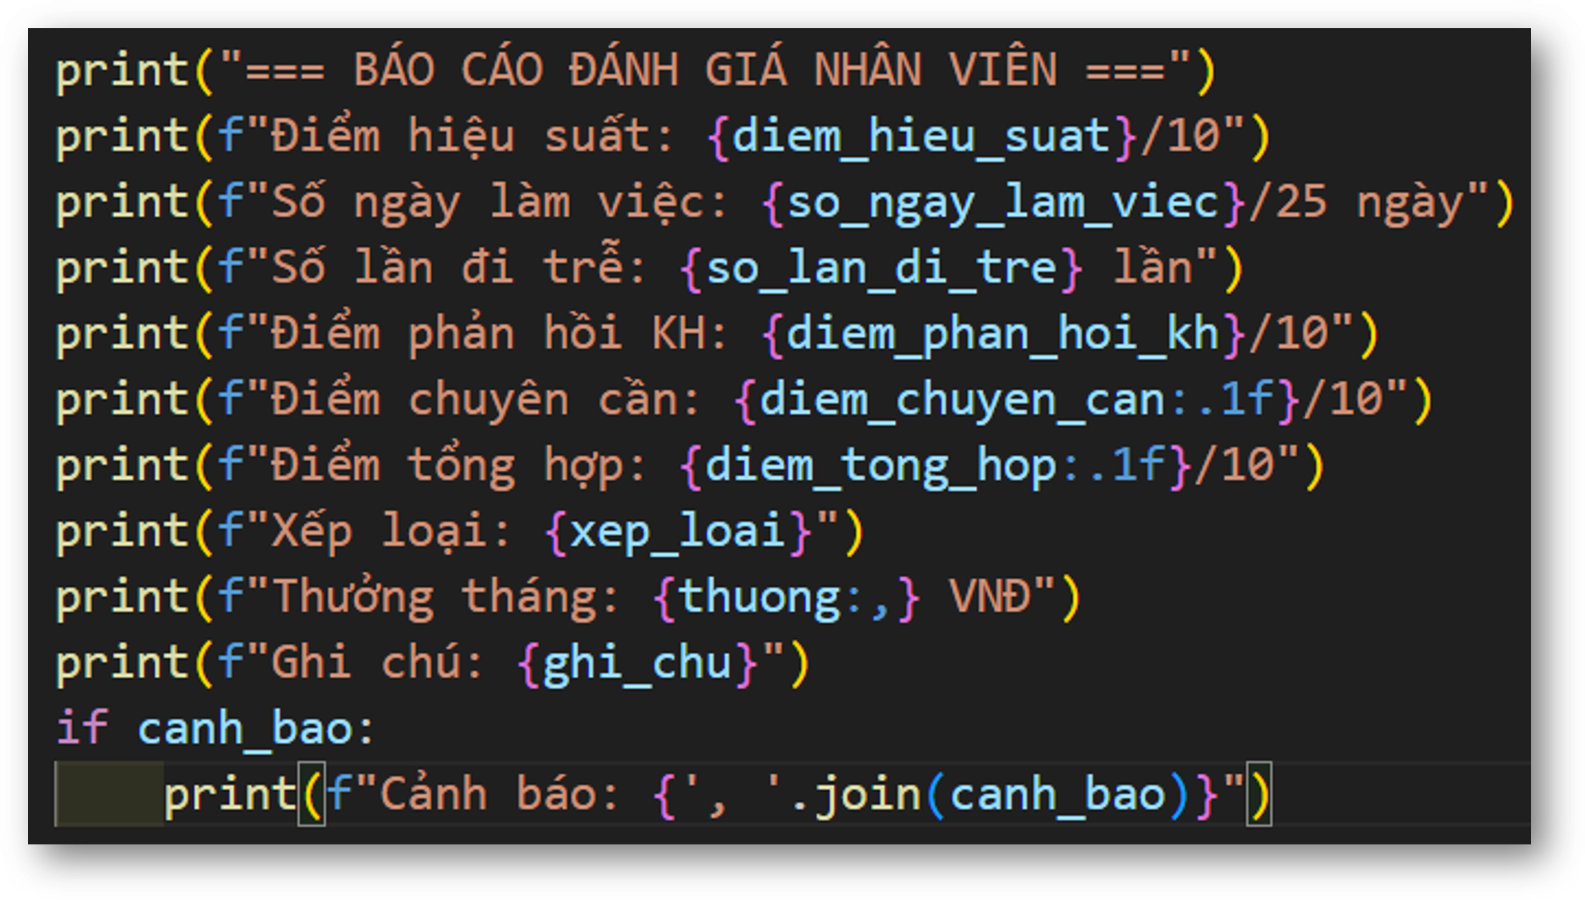 print("=== BÁO CÁO ĐÁNH GIÁ NHÂN VIÊN ===")
print(f"Điểm hiệu suất: {diem_hieu_suat}/10")
print(f"Số ngày làm việc: {so_ngay_lam_viec}/25 ngày")
print(f"Số lần đi trễ: {so_lan_di_tre} lần")
print(f"Điểm phản hồi KH: {diem_phan_hoi_kh}/10")
print(f"Điểm chuyên cần: {diem_chuyen_can:.1f}/10")
print(f"Điểm tổng hợp: {diem_tong_hop:.1f}/10")
print(f"Xếp loại: {xep_loai}")
print(f"Thưởng tháng: {thuong:,} VNĐ")
print(f"Ghi chú: {ghi_chu}")
if canh_bao:
    print(f"Cảnh báo: {', '.join(canh_bao)}")